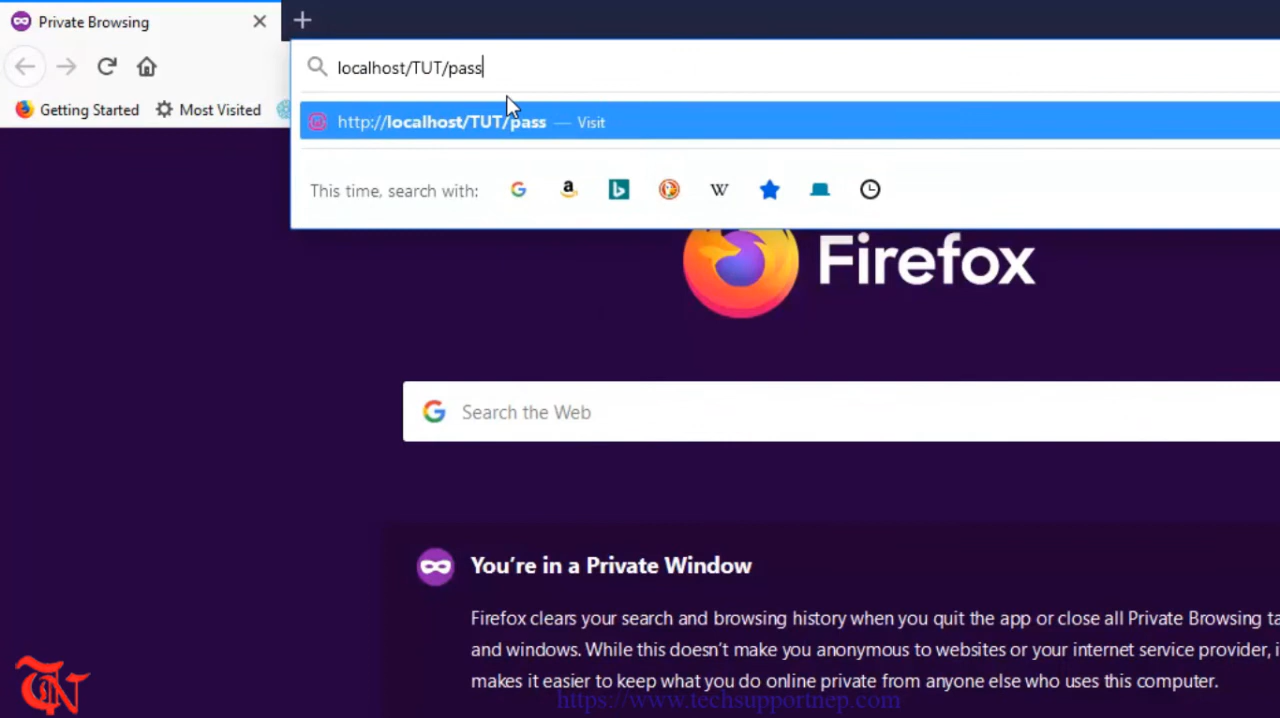 Private Browsing
localhost/TUT/pass
Getting Started
Most Visited
http://localhost/TUT/pass — Visit
This time, search with:
Firefox
Search the Web
You're in a Private Window
Firefox clears your search and browsing history when you quit the app or close all Private Browsing ta
and windows. While this doesn't make you anonymous to websites or your internet service provider, i
makes it easier to keep what you do online private from anyone else who uses this computer.
https://www.techsupportnep.com
TSN